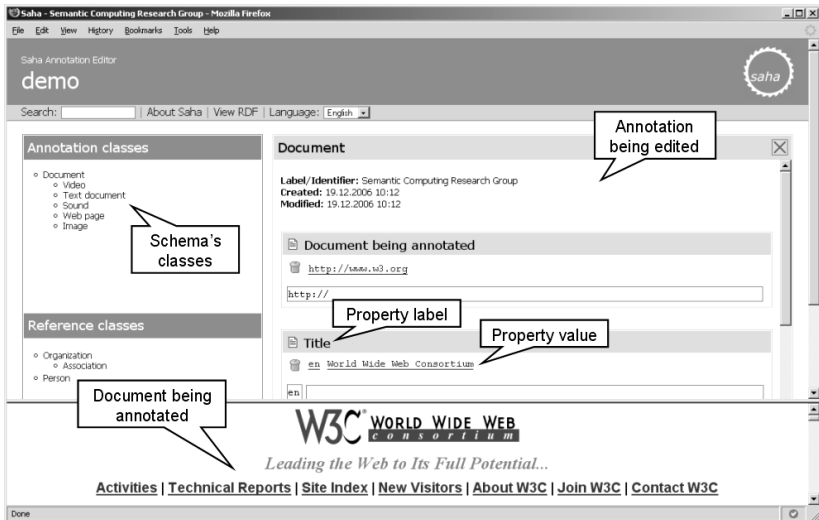 Saha - Semantic Computing Research Group - Mozilla Firefox
File Edit View History Bookmarks Tools Help
Saha Annotation Editor
demo
saha
Search: | About Saha | View RDF | Language: English
Annotation classes
Document
Video
Text document
Sound
Web page
Image
Schema's
classes
Reference classes
Organization
Association
Person
Document being
annotated
Document
Annotation
being edited
Label/Identifier: Semantic Computing Research Group
Created: 19.12.2006 10:12
Modified: 19.12.2006 10:12
Document being annotated
http://www.w3.org
http://
Property label
Property value
Title
en World Wide Web Consortium
en
W3C® WORLD WIDE WEB
consortium
Leading the Web to Its Full Potential...
Activities | Technical Reports | Site Index | New Visitors | About W3C | Join W3C | Contact W3C
Done